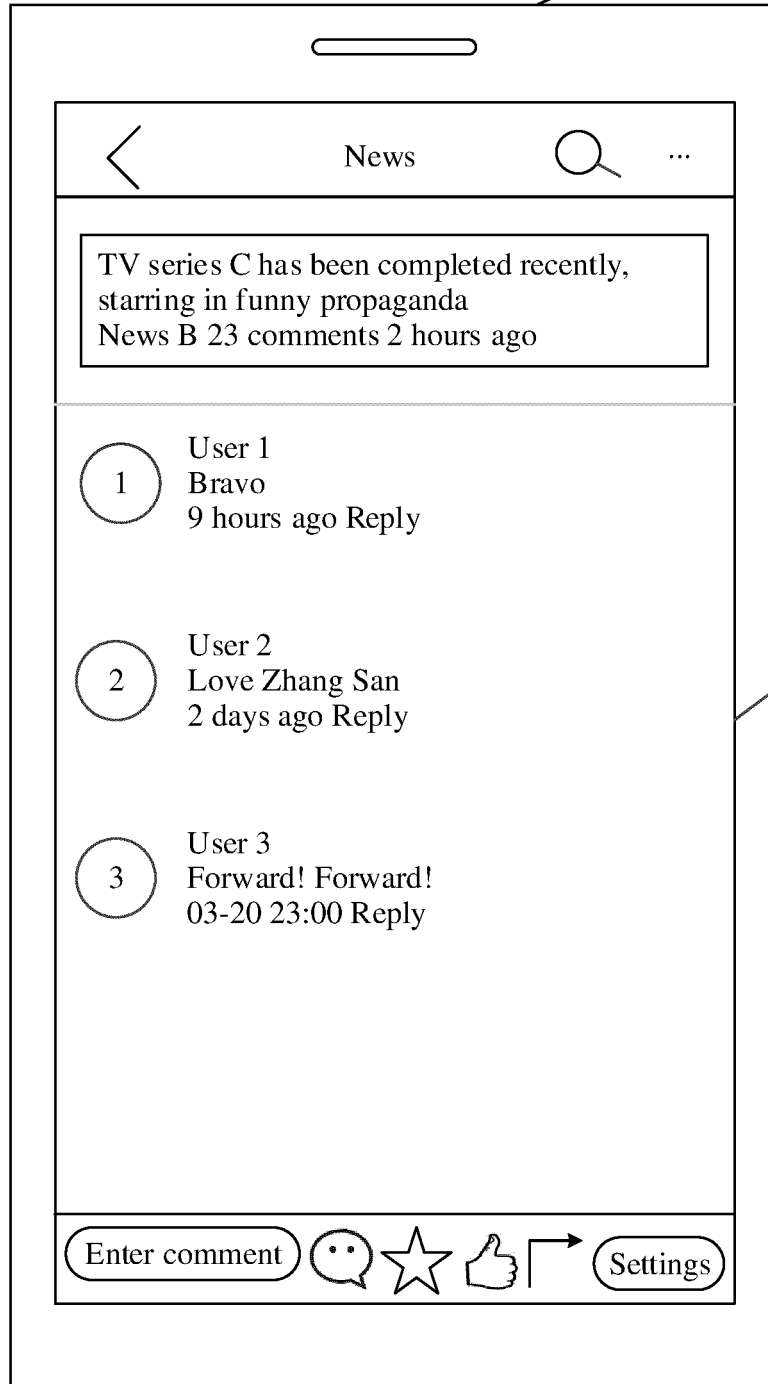 News ...
TV series C has been completed recently,
starring in funny propaganda
News B 23 comments 2 hours ago
1
User 1
Bravo
9 hours ago Reply
2
User 2
Love Zhang San
2 days ago Reply
3
User 3
Forward! Forward!
03-20 23:00 Reply
Enter comment
Settings